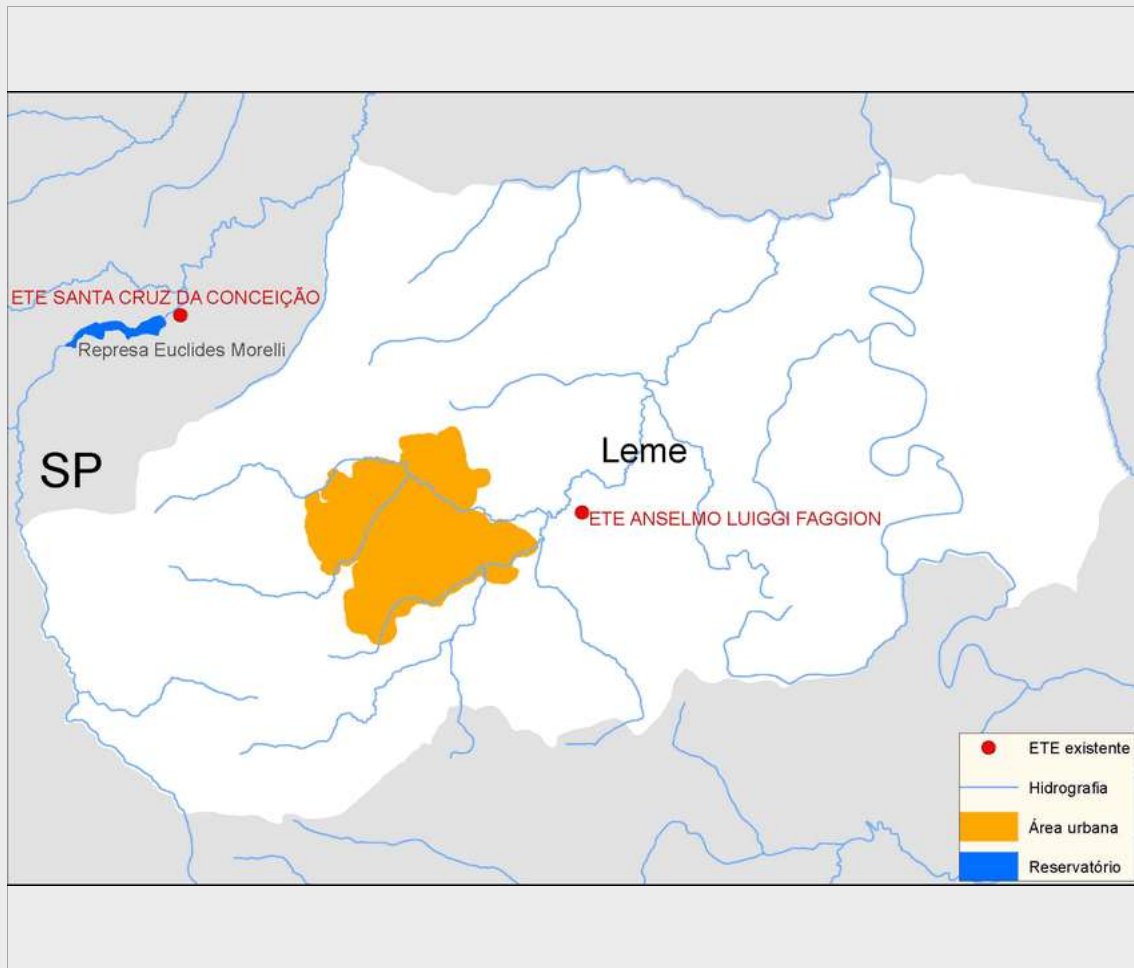 ETE SANTA CRUZ DA CONCEIÇÃO
Represa Euclides Morelli
SP
Leme
ETE ANSELMO LUIGGI FAGGION
ETE existente
Hidrografia
Área urbana
Reservatório